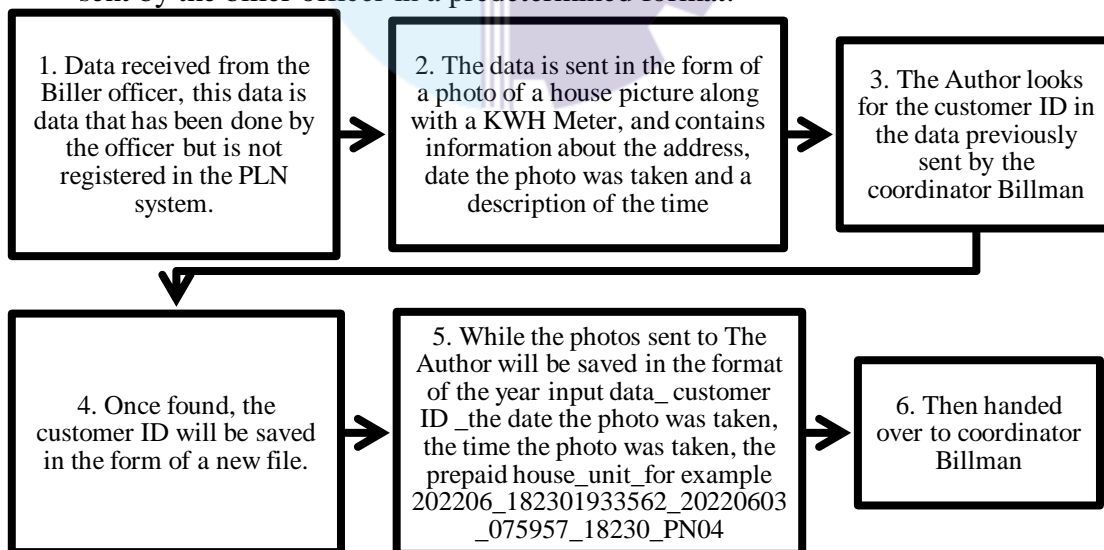 1. Data received from the
Biller officer, this data is
data that has been done by
the officer but is not
registered in the PLN
system.
2. The data is sent in the form of
a photo of a house picture along
with a KWH Meter, and contains
information about the address,
date the photo was taken and a
description of the time
3. The Author looks
for the customer ID in
the data previously
sent by the
coordinator Billman
4. Once found, the
customer ID will be saved
in the form of a new file.
5. While the photos sent to The
Author will be saved in the format
of the year input data_ customer
ID _the date the photo was taken,
the time the photo was taken, the
prepaid house_unit_for example
202206_182301933562_20220603
_075957_18230_PN04
6. Then handed
over to coordinator
Billman